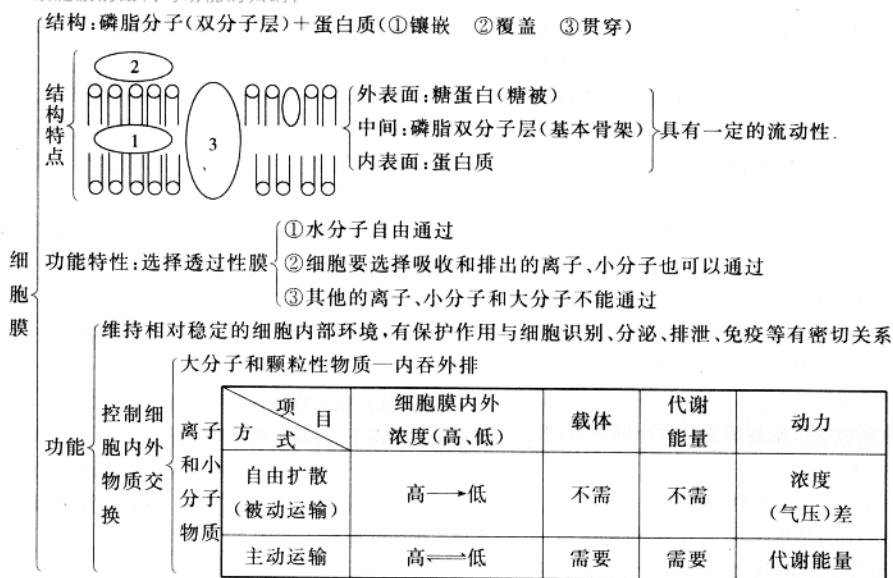 结构:磷脂分子(双分子层)＋蛋白质(①镶嵌 ②覆盖 ③贯穿)
结构特点
2
1
3
外表面:糖蛋白(糖被)
中间:磷脂双分子层(基本骨架)
内表面:蛋白质
具有一定的流动性.
细胞膜
功能特性:选择透过性膜
①水分子自由通过
②细胞要选择吸收和排出的离子、小分子也可以通过
③其他的离子、小分子和大分子不能通过
功能
维持相对稳定的细胞内部环境,有保护作用与细胞识别、分泌、排泄、免疫等有密切关系
控制细
胞内外
物质交
换
大分子和颗粒性物质—内吞外排
离子
和小
分子
物质
项目
方式
细胞膜内外
浓度(高、低)
载体
代谢
能量
动力
自由扩散
(被动运输)
高⟶低
不需
不需
浓度
(气压)差
主动运输
高⇌低
需要
需要
代谢能量